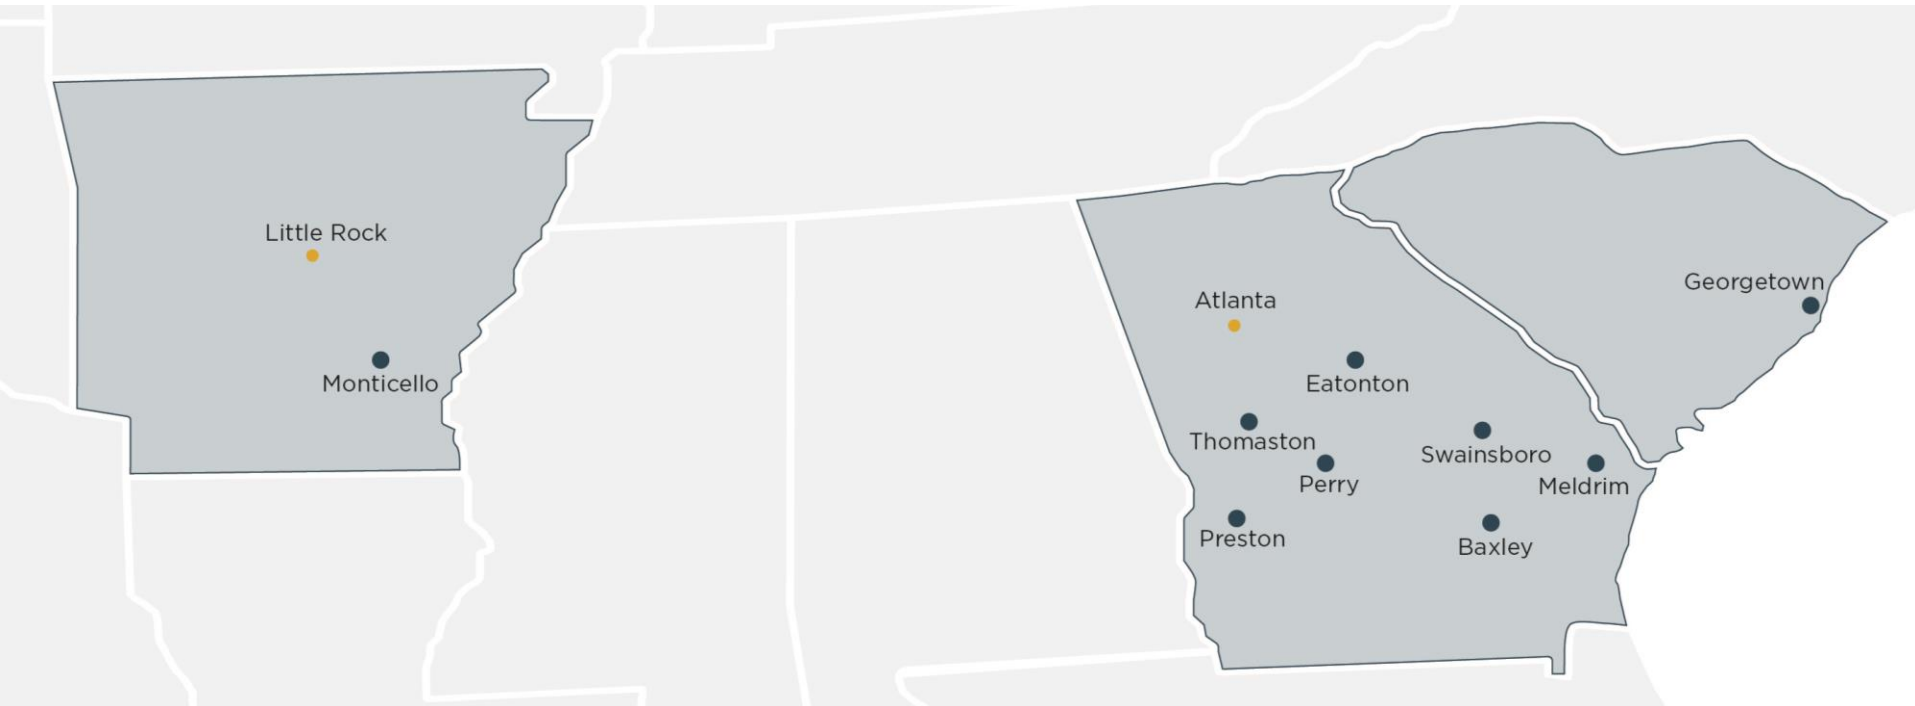 Little Rock
Monticello
Georgetown
Atlanta
Eatonton
Thomaston
Swainsboro
Perry
Meldrim
Preston
Baxley